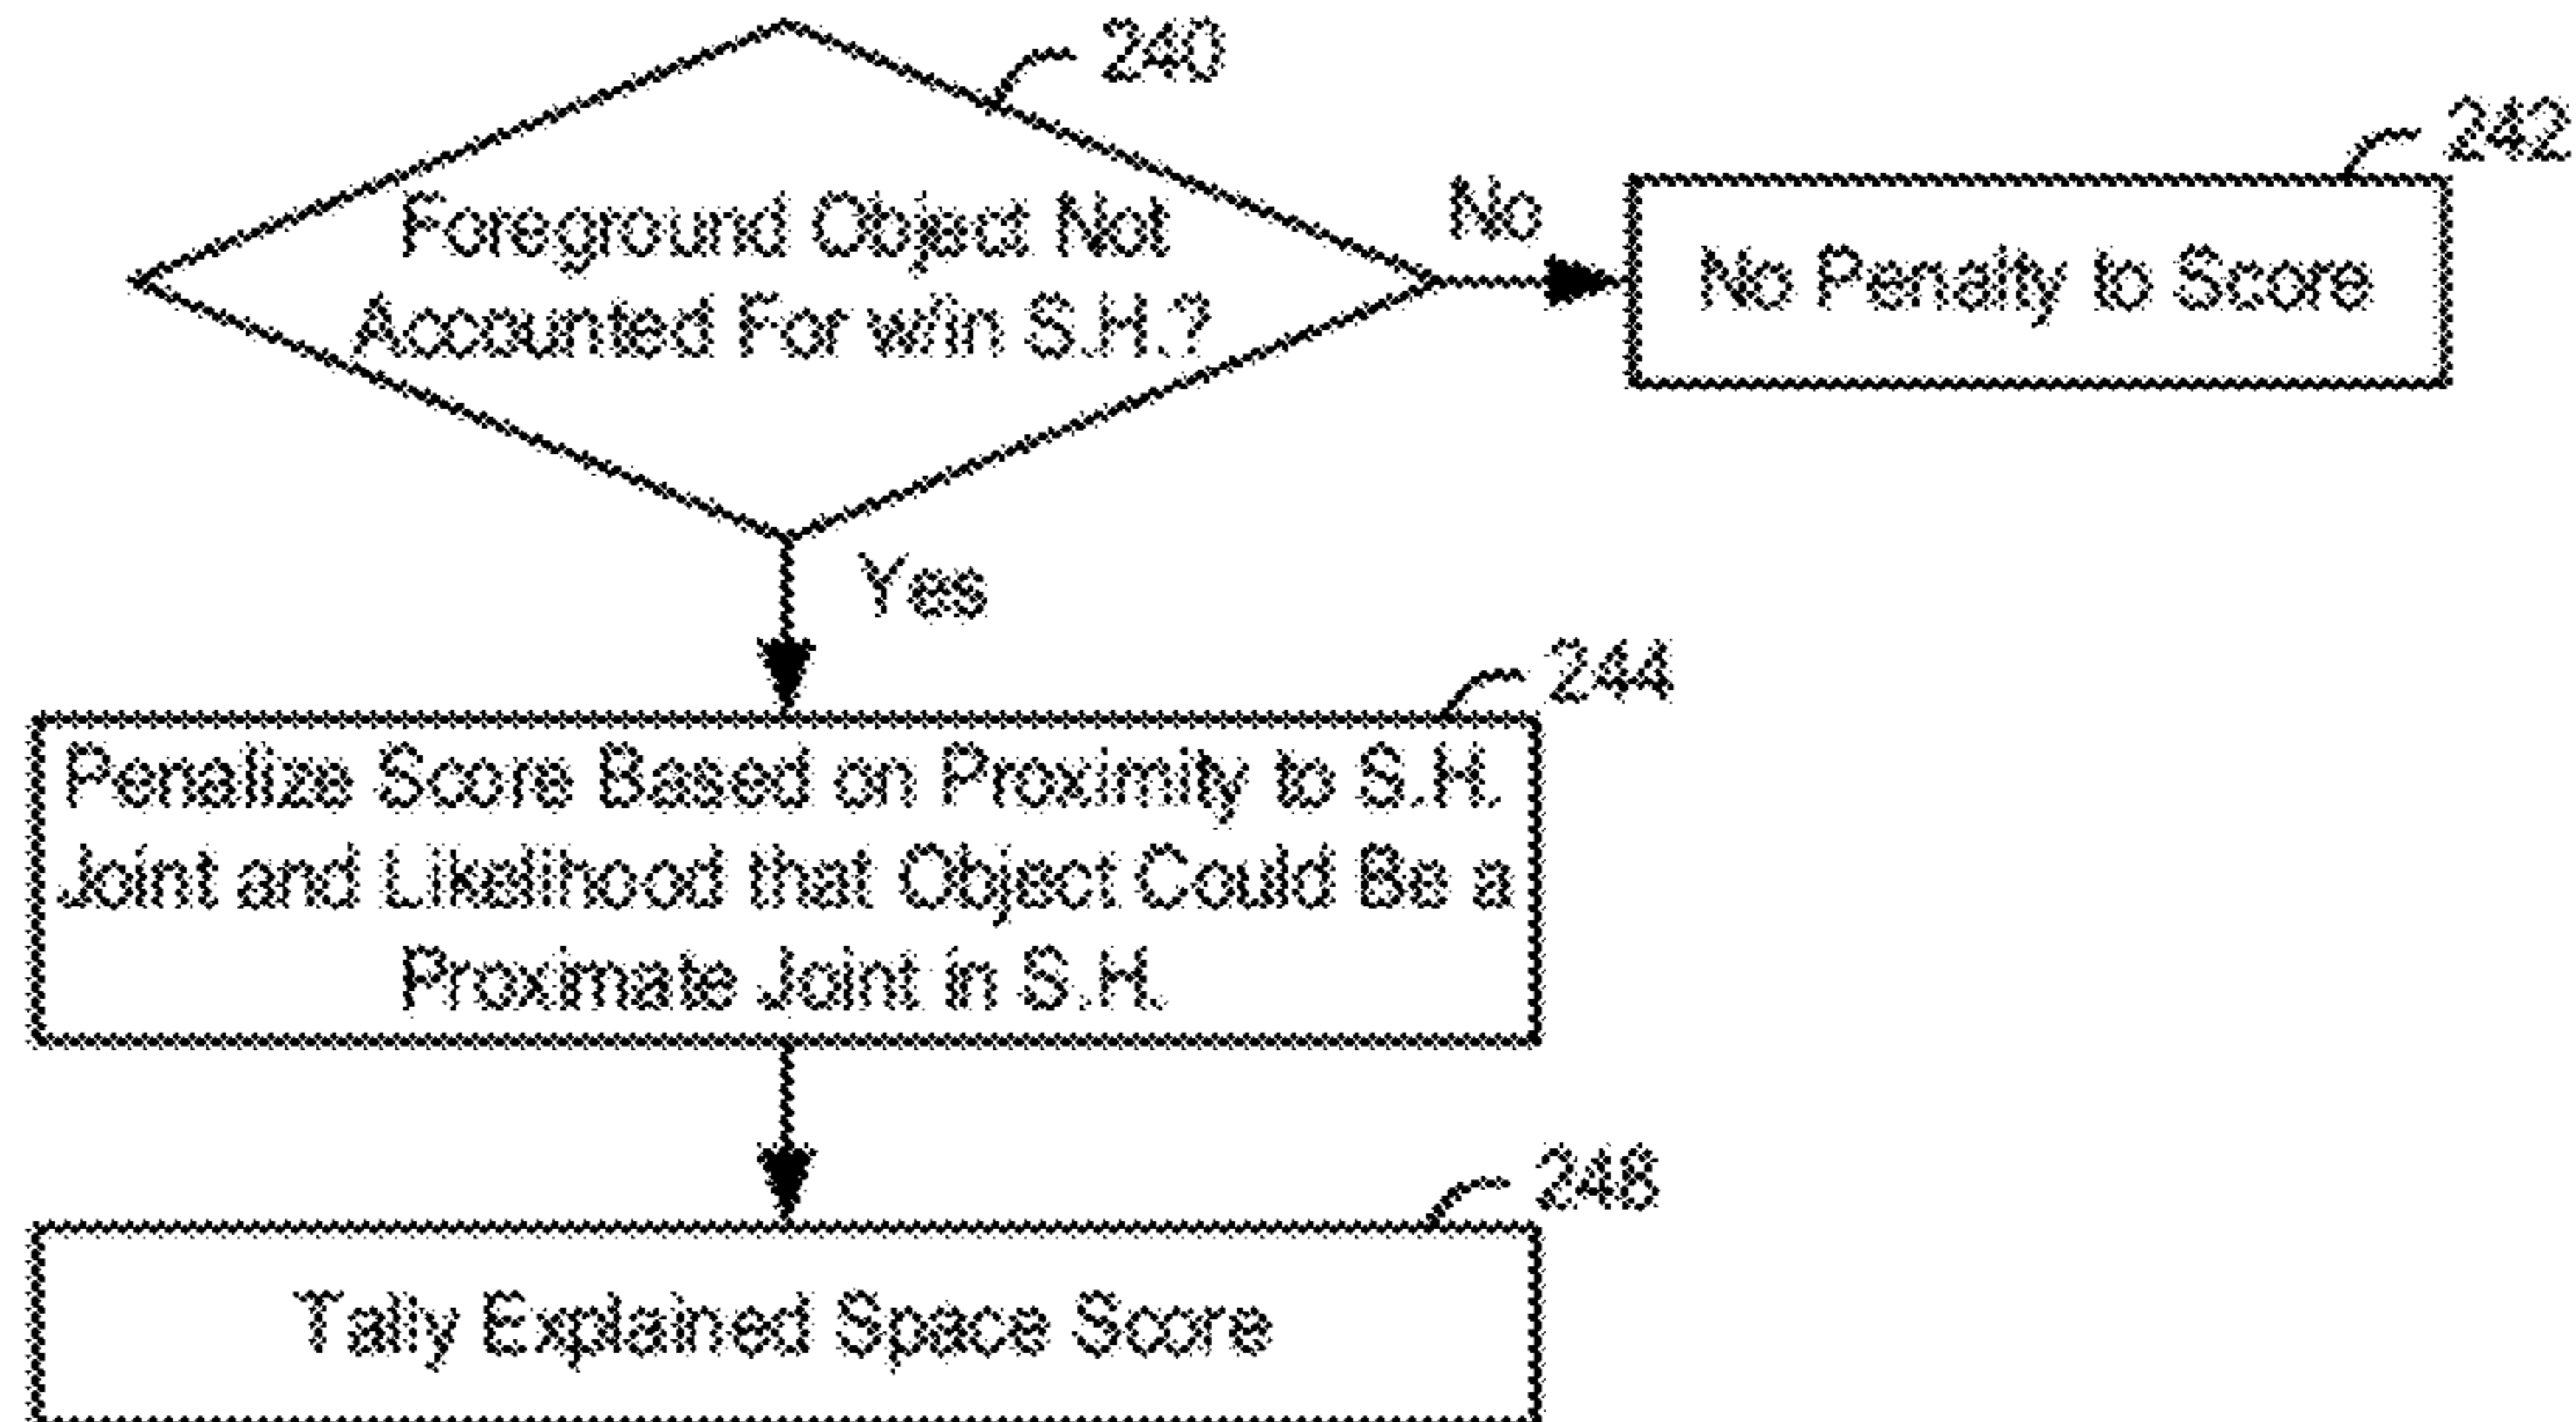 240
Foreground Object Not
Accounted For w/in S.H.?
No
242
No Penalty to Score
Yes
244
Penalize Score Based on Proximity to S.H.
Joint and Likelihood that Object Could Be a
Proximate Joint in S.H.
Tally Explained Space Score